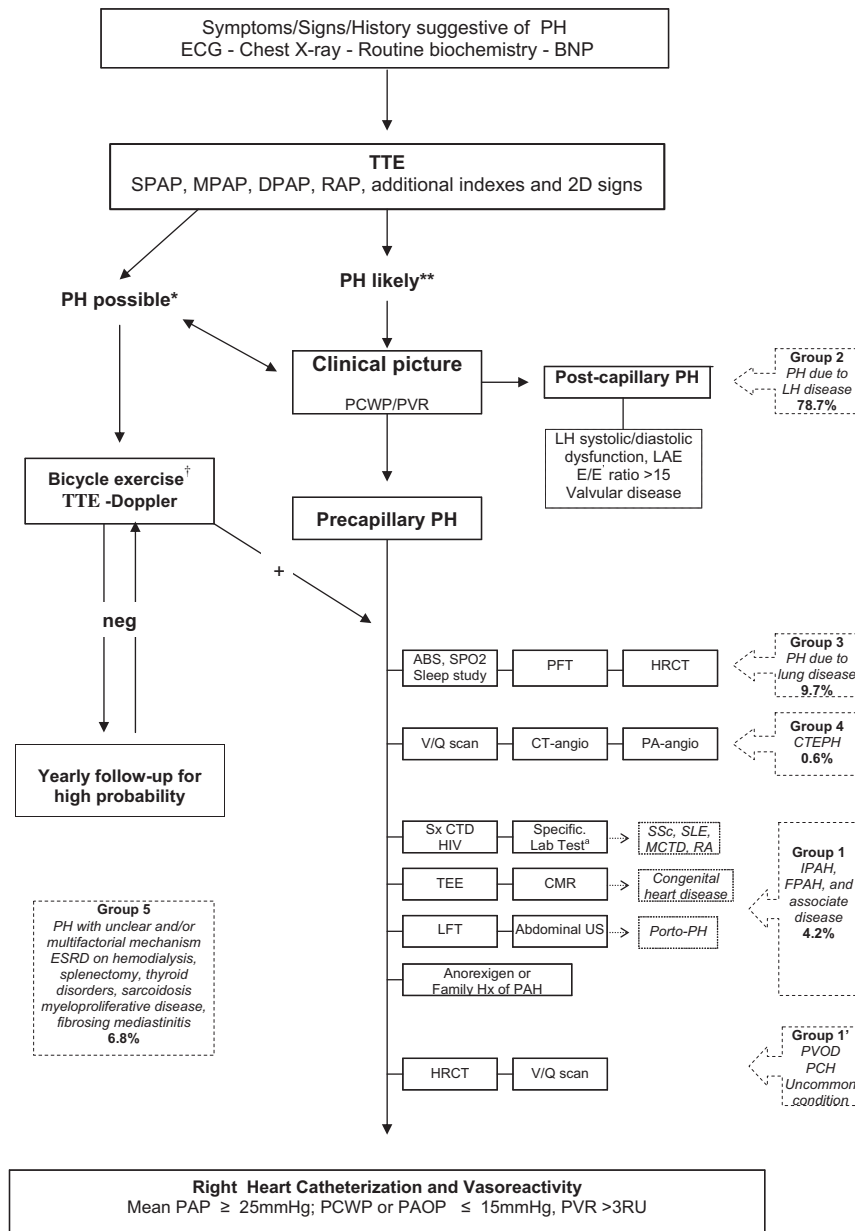 Symptoms/Signs/History suggestive of PH
ECG - Chest X-ray - Routine biochemistry - BNP
TTE
SPAP, MPAP, DPAP, RAP, additional indexes and 2D signs
PH likely**
PH possible*
Clinical picture
PCWP/PVR
Post-capillary PH
Group 2
PH due to
LH disease
78.7%
LH systolic/diastolic
dysfunction, LAE
E/E' ratio >15
Valvular disease
Bicycle exercise†
TTE -Doppler
Precapillary PH
+
neg
ABS, SPO2
Sleep study
PFT
HRCT
Group 3
PH due to
lung disease
9.7%
V/Q scan
CT-angio
PA-angio
Group 4
CTEPH
0.6%
Yearly follow-up for
high probability
Sx CTD
HIV
Specific.
Lab Testª
SSc, SLE,
MCTD, RA
TEE
CMR
Congenital
heart disease
LFT
Abdominal US
Porto-PH
Anorexigen or
Family Hx of PAH
Group 1
IPAH,
FPAH, and
associate
disease
4.2%
Group 5
PH with unclear and/or
multifactorial mechanism
ESRD on hemodialysis,
splenectomy, thyroid
disorders, sarcoidosis
myeloproliferative disease,
fibrosing mediastinitis
6.8%
HRCT
V/Q scan
Group 1'
PVOD
PCH
Uncommon
condition
Right Heart Catheterization and Vasoreactivity
Mean PAP ≥ 25mmHg; PCWP or PAOP ≤ 15mmHg, PVR >3RU